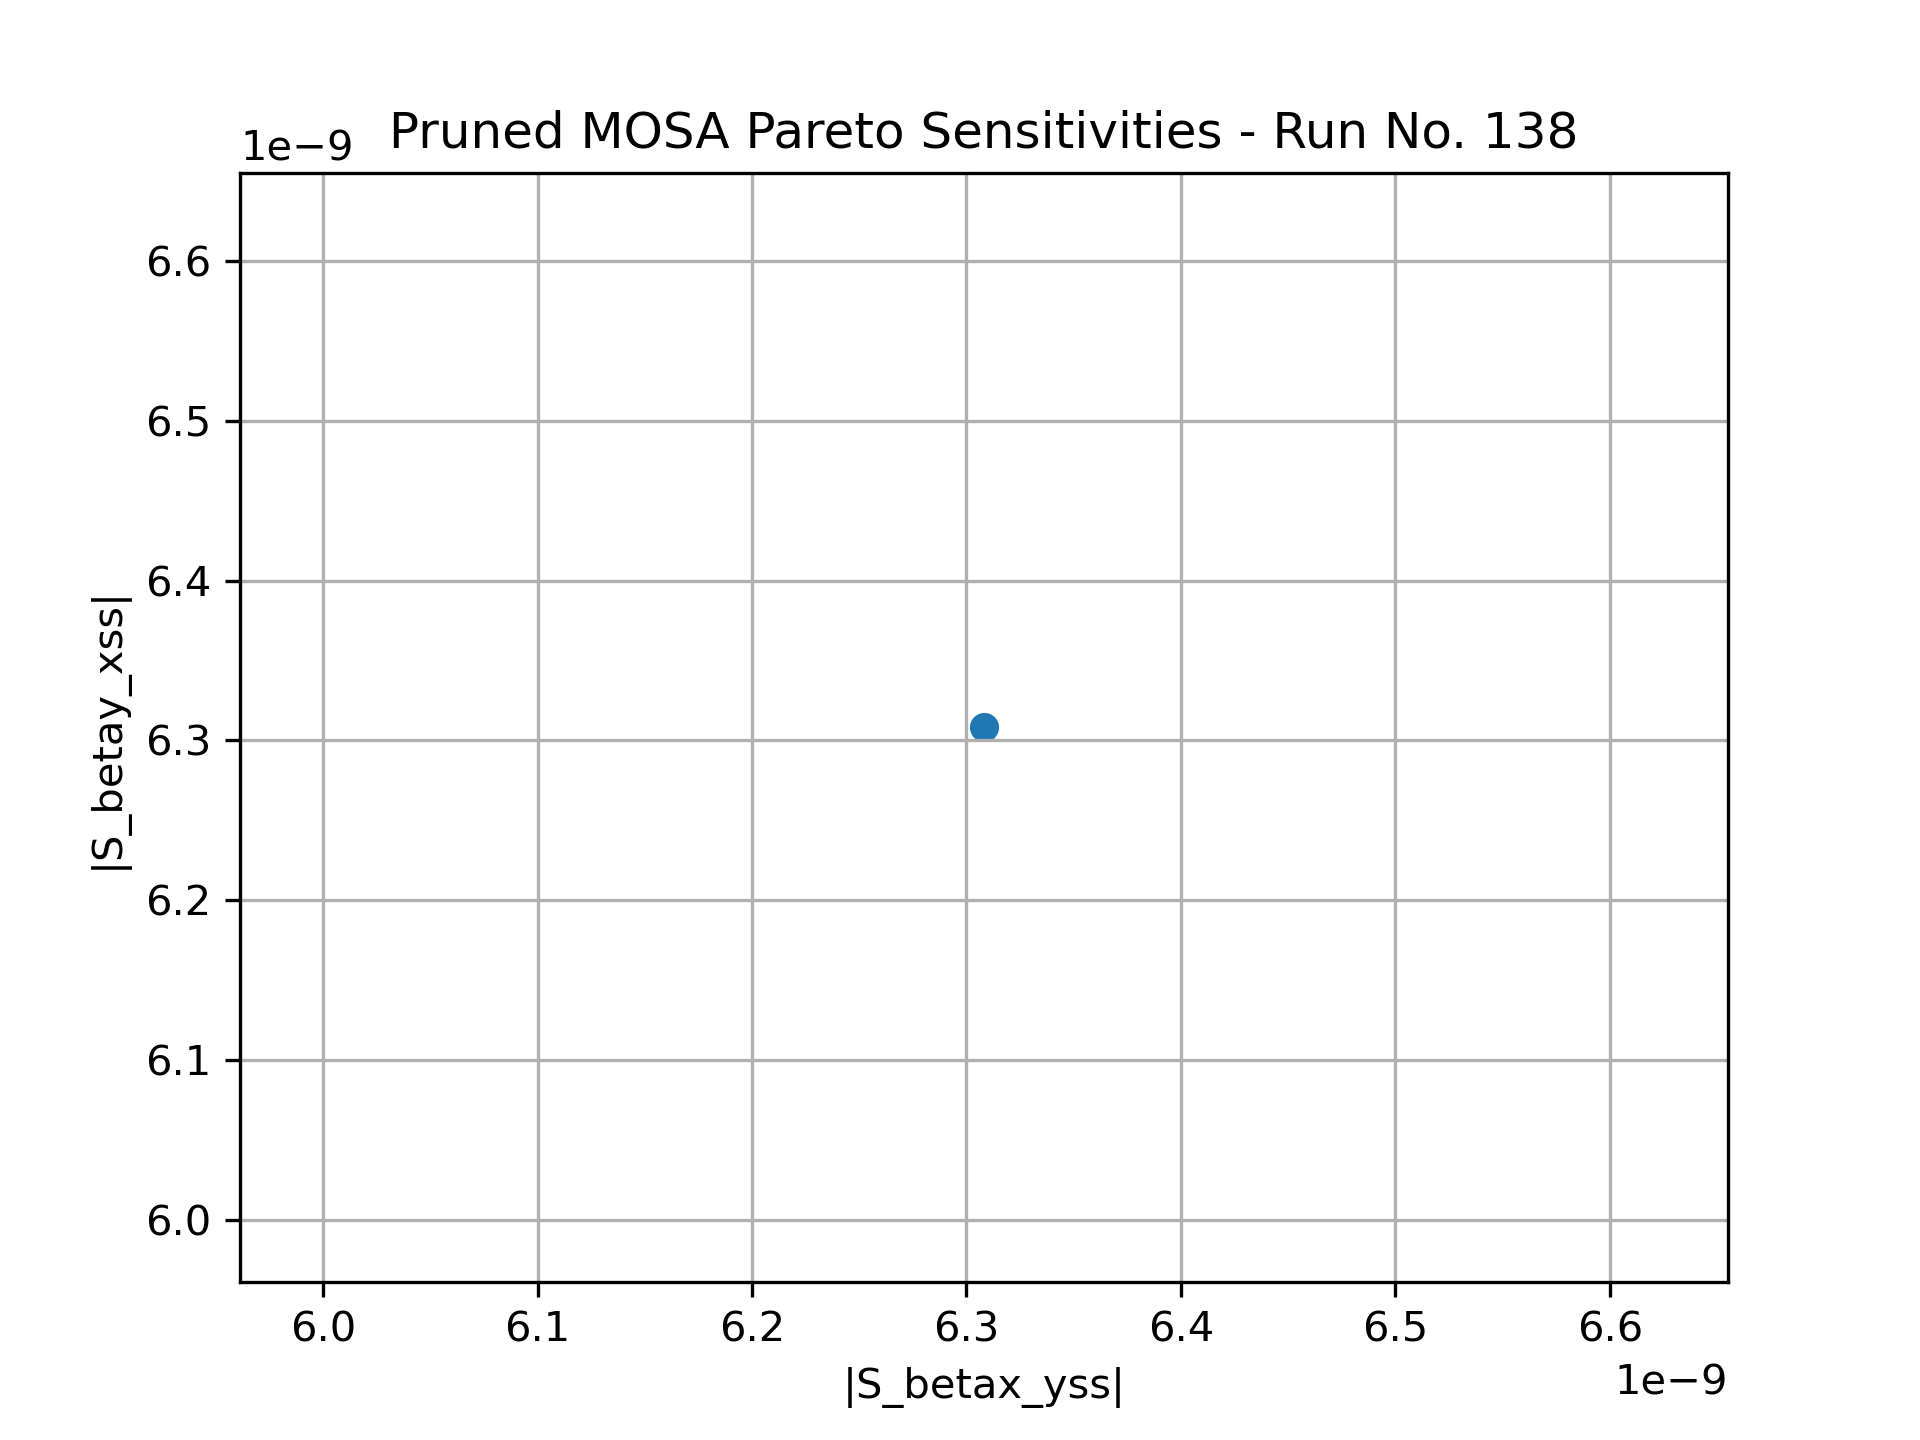 Pruned MOSA Pareto Sensitivities - Run No. 138
1e−9
6.6
6.5
6.4
6.3
6.2
6.1
6.0
|S_betay_xss|
6.0 6.1 6.2 6.3 6.4 6.5 6.6
|S_betax_yss|
1e−9